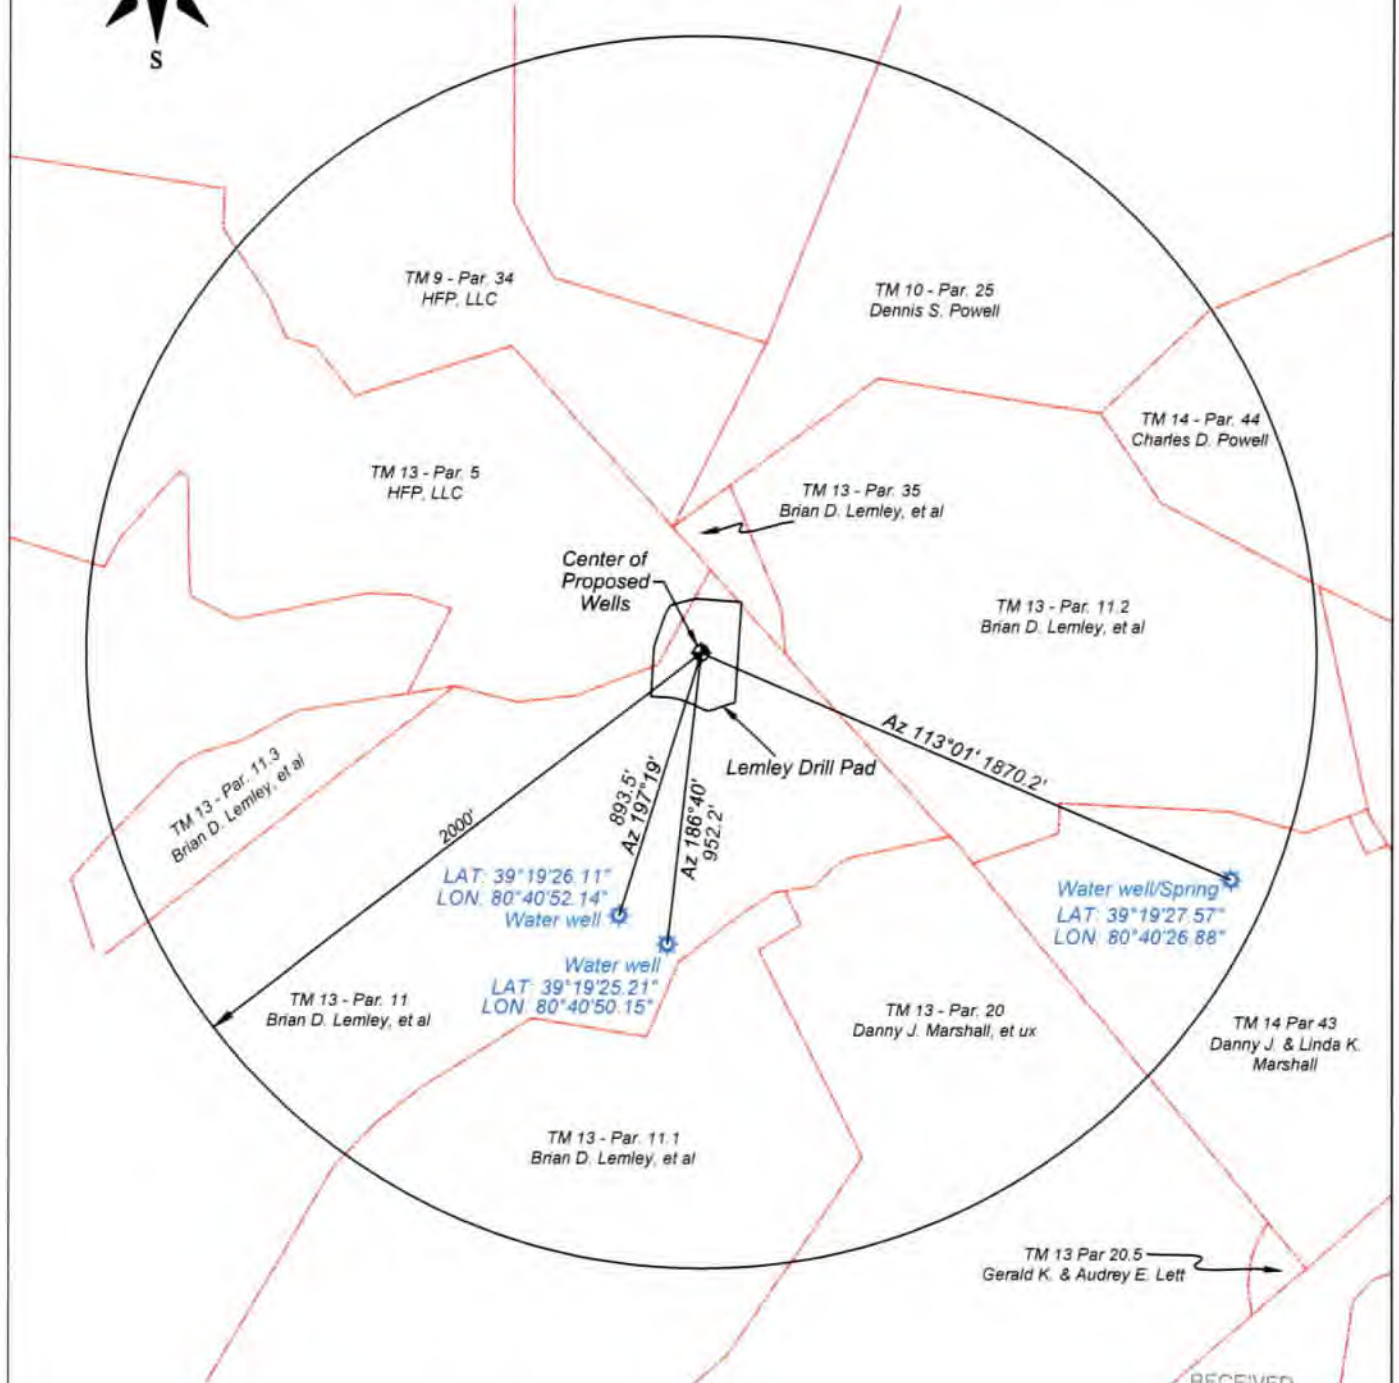 S
TM 9 - Par. 34
HFP, LLC
TM 10 - Par. 25
Dennis S. Powell
TM 14 - Par. 44
Charles D. Powell
TM 13 - Par. 5
HFP, LLC
TM 13 - Par. 35
Brian D. Lemley, et al
Center of
Proposed
Wells
TM 13 - Par. 11.2
Brian D. Lemley, et al
Az 113°01' 1870.2'
Lemley Drill Pad
TM 13 - Par. 11.3
Brian D. Lemley, et al
2000'
893.5'
Az 197°19'
Az 186°40'
952.2'
LAT: 39°19'26.11"
LON: 80°40'52.14"
Water well
Water well/Spring
LAT: 39°19'27.57"
LON: 80°40'26.88"
Water well
LAT: 39°19'25.21"
LON: 80°40'50.15"
TM 13 - Par. 11
Brian D. Lemley, et al
TM 13 - Par. 20
Danny J. Marshall, et ux
TM 14 Par 43
Danny J. & Linda K.
Marshall
TM 13 - Par. 11.1
Brian D. Lemley, et al
TM 13 Par 20.5
Gerald K. & Audrey E. Lett
RECEIVED